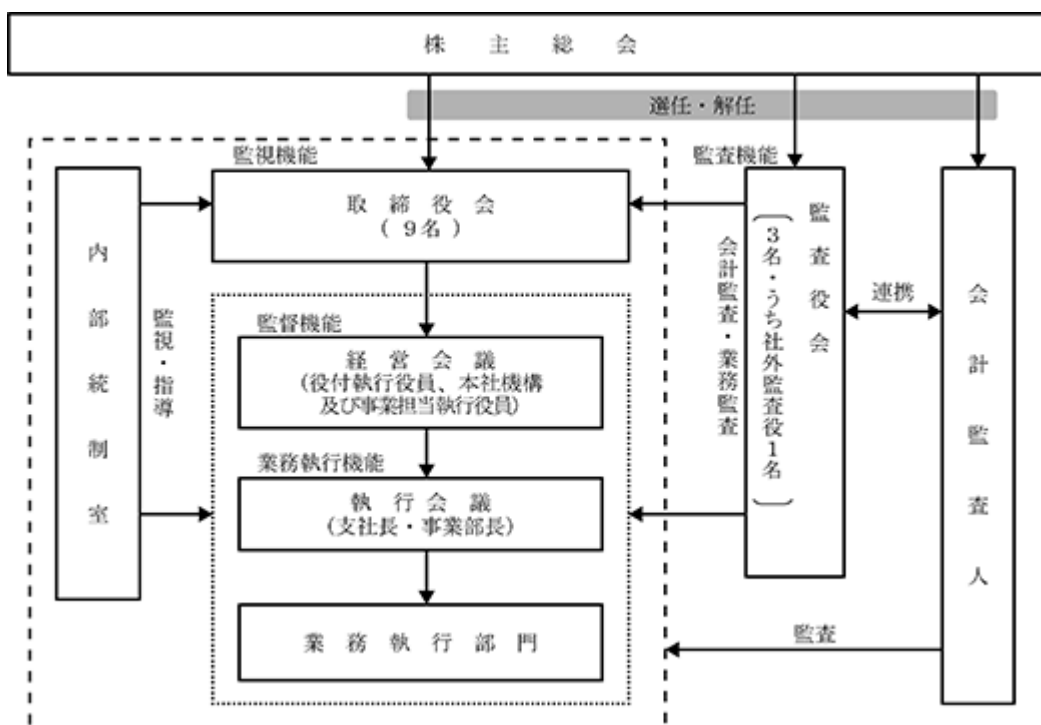 株主総会
選任・解任
監視機能
監査機能
取締役会
(9名)
内部統制室
監視・指導
監督機能
経営会議
(役付執行役員、本社機構
及び事業担当執行役員)
業務執行機能
執行会議
(支社長・事業部長)
業務執行部門
会計監査・業務監査
監査役会
(3名・うち社外監査役1名)
連携
会計監査人
監査